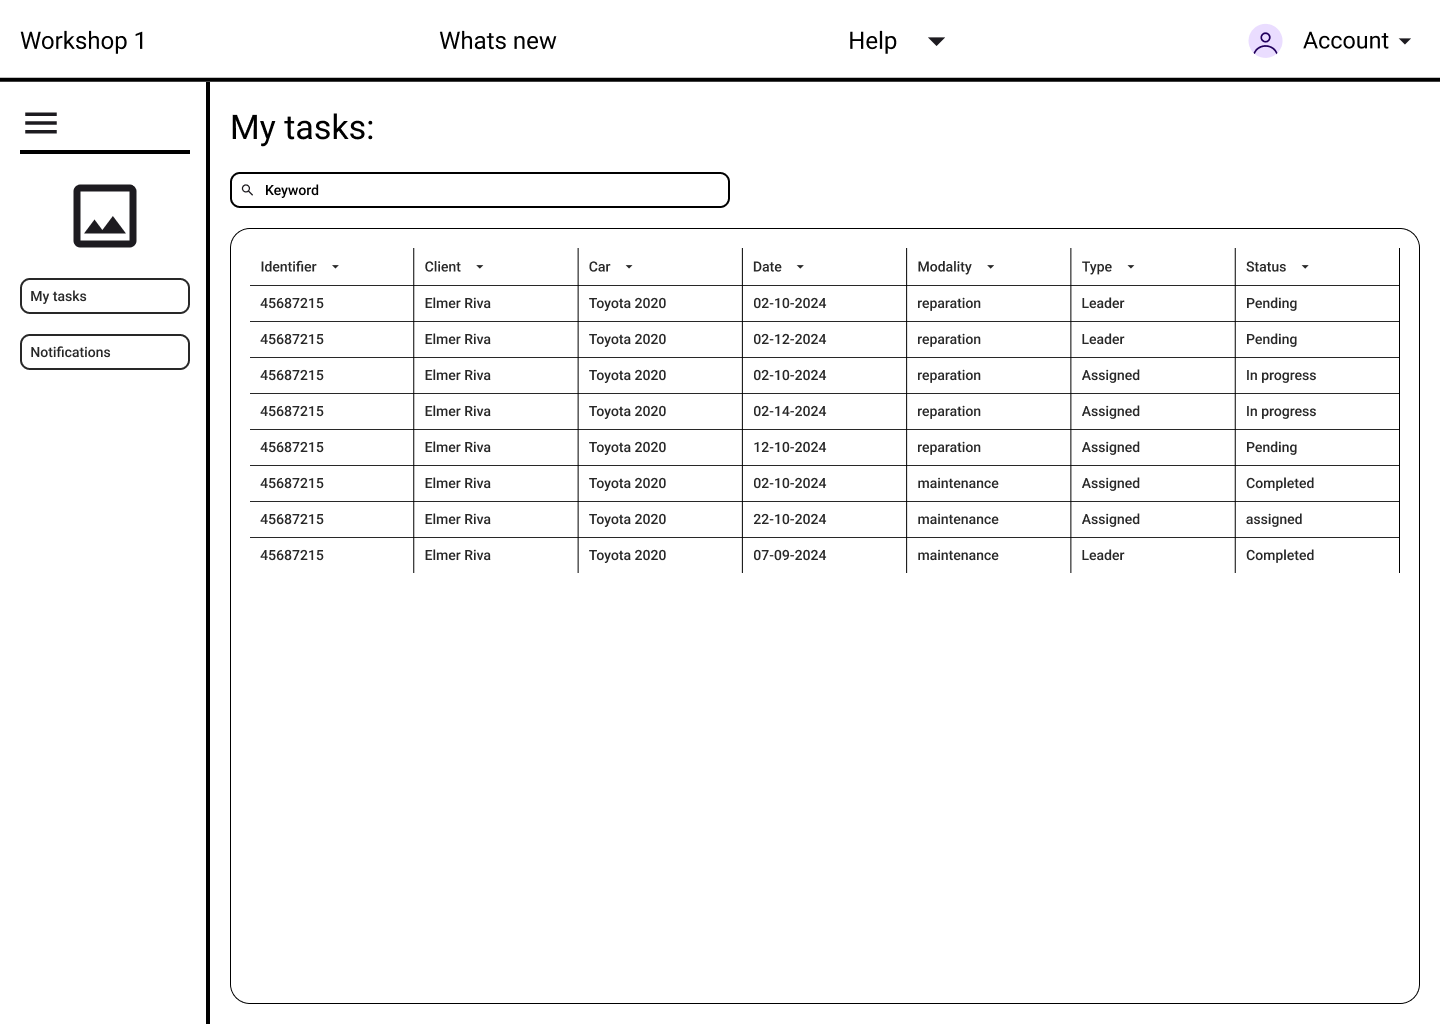 Workshop 1 Whats new Help Account
My tasks:
Keyword
My tasks
Notifications
Identifier Client Car Date Modality Type Status
45687215 Elmer Riva Toyota 2020 02-10-2024 reparation Leader Pending
45687215 Elmer Riva Toyota 2020 02-12-2024 reparation Leader Pending
45687215 Elmer Riva Toyota 2020 02-10-2024 reparation Assigned In progress
45687215 Elmer Riva Toyota 2020 02-14-2024 reparation Assigned In progress
45687215 Elmer Riva Toyota 2020 12-10-2024 reparation Assigned Pending
45687215 Elmer Riva Toyota 2020 02-10-2024 maintenance Assigned Completed
45687215 Elmer Riva Toyota 2020 22-10-2024 maintenance Assigned assigned
45687215 Elmer Riva Toyota 2020 07-09-2024 maintenance Leader Completed